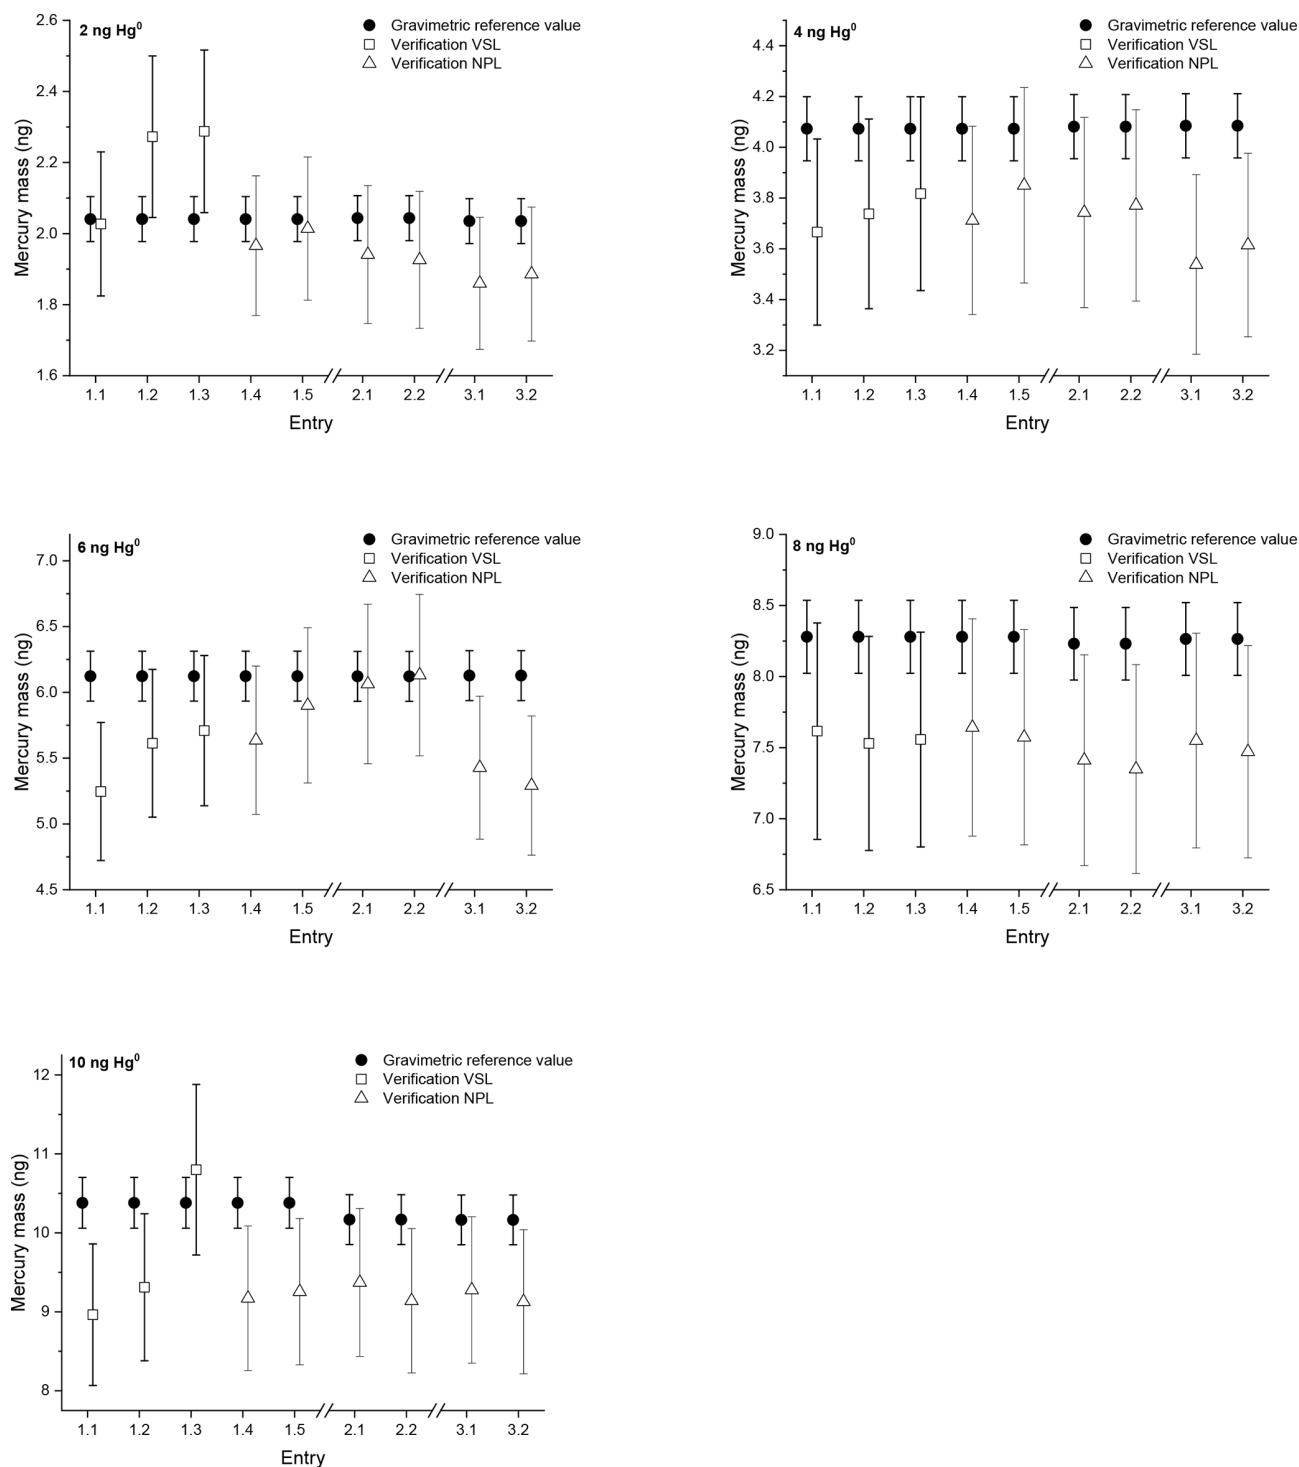 2 ng Hg⁰
Gravimetric reference value
Verification VSL
Verification NPL
Mercury mass (ng)
2.6
2.4
2.2
2.0
1.8
1.6
1.1 1.2 1.3 1.4 1.5 2.1 2.2 3.1 3.2
Entry
4 ng Hg⁰
Gravimetric reference value
Verification VSL
Verification NPL
Mercury mass (ng)
4.4
4.2
4.0
3.8
3.6
3.4
3.2
1.1 1.2 1.3 1.4 1.5 2.1 2.2 3.1 3.2
Entry
6 ng Hg⁰
Gravimetric reference value
Verification VSL
Verification NPL
Mercury mass (ng)
7.0
6.5
6.0
5.5
5.0
4.5
1.1 1.2 1.3 1.4 1.5 2.1 2.2 3.1 3.2
Entry
8 ng Hg⁰
Gravimetric reference value
Verification VSL
Verification NPL
Mercury mass (ng)
9.0
8.5
8.0
7.5
7.0
6.5
1.1 1.2 1.3 1.4 1.5 2.1 2.2 3.1 3.2
Entry
10 ng Hg⁰
Gravimetric reference value
Verification VSL
Verification NPL
Mercury mass (ng)
12
11
10
9
8
1.1 1.2 1.3 1.4 1.5 2.1 2.2 3.1 3.2
Entry